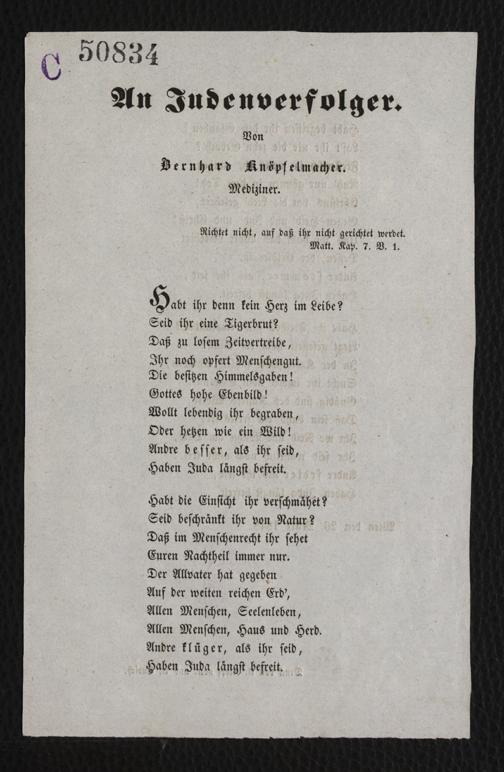 C 50834
An Judenverfolger.
Von
Bernhard Knöpfelmacher.
Mediziner.
Richtet nicht, auf daß ihr nicht gerichtet werdet.
Matt. Kap. 7. V. 1.
Habt ihr denn kein Herz im Leibe?
Seid ihr eine Tigerbrut?
Daß zu losem Zeitvertreibe,
Ihr noch opfert Menschengut.
Die besitzen Himmelsgaben!
Gottes hohe Ebenbild!
Wollt lebendig ihr begraben,
Oder hetzen wie ein Wild!
Andre besser, als ihr seid,
Haben Juda längst befreit.
Habt die Einsicht ihr verschmähet?
Seid beschränkt ihr von Natur?
Daß im Menschenrecht ihr sehet
Euren Nachtheil immer nur.
Der Allvater hat gegeben
Auf der weiten reichen Erd',
Allen Menschen, Seelenleben,
Allen Menschen, Haus und Herd.
Andre klüger, als ihr seid,
Haben Juda längst befreit.